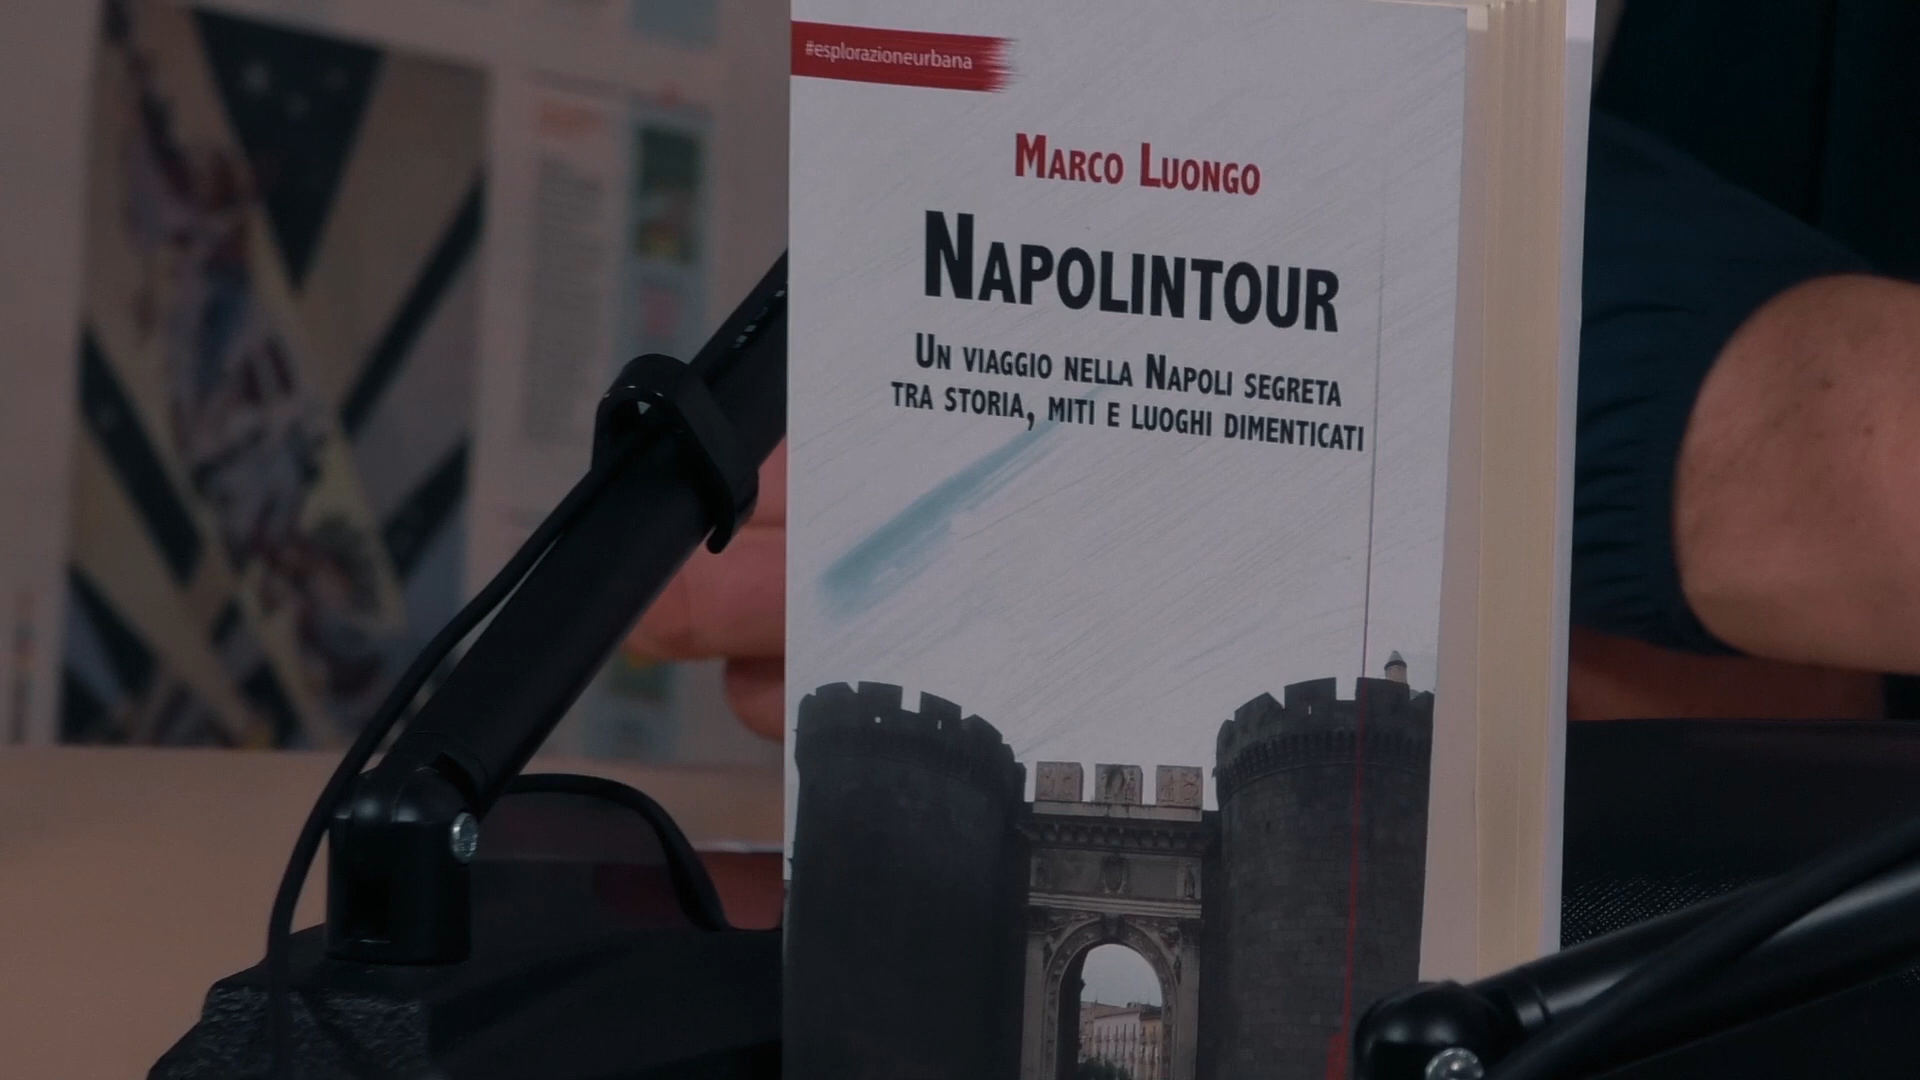 #esplorazioneurbana
Marco Luongo
Napolintour
Un viaggio nella Napoli segreta
tra storia, miti e luoghi dimenticati